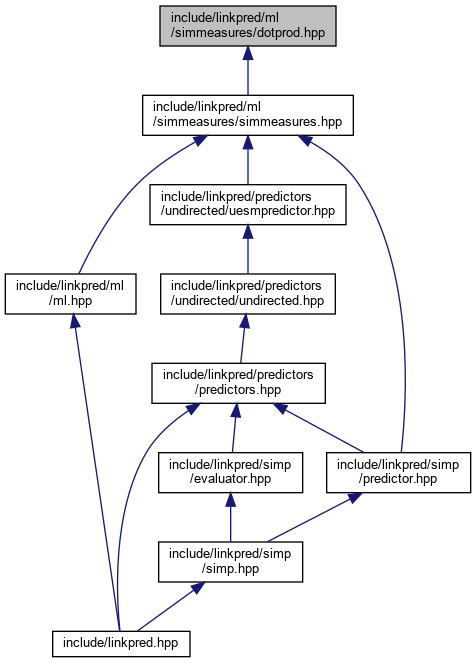 include/linkpred/ml
/simmeasures/dotprod.hpp
include/linkpred/ml
/simmeasures/simmeasures.hpp
include/linkpred/predictors
/undirected/uesmpredictor.hpp
include/linkpred/ml
/ml.hpp
include/linkpred/predictors
/undirected/undirected.hpp
include/linkpred/predictors
/predictors.hpp
include/linkpred/simp
/evaluator.hpp
include/linkpred/simp
/predictor.hpp
include/linkpred/simp
/simp.hpp
include/linkpred.hpp